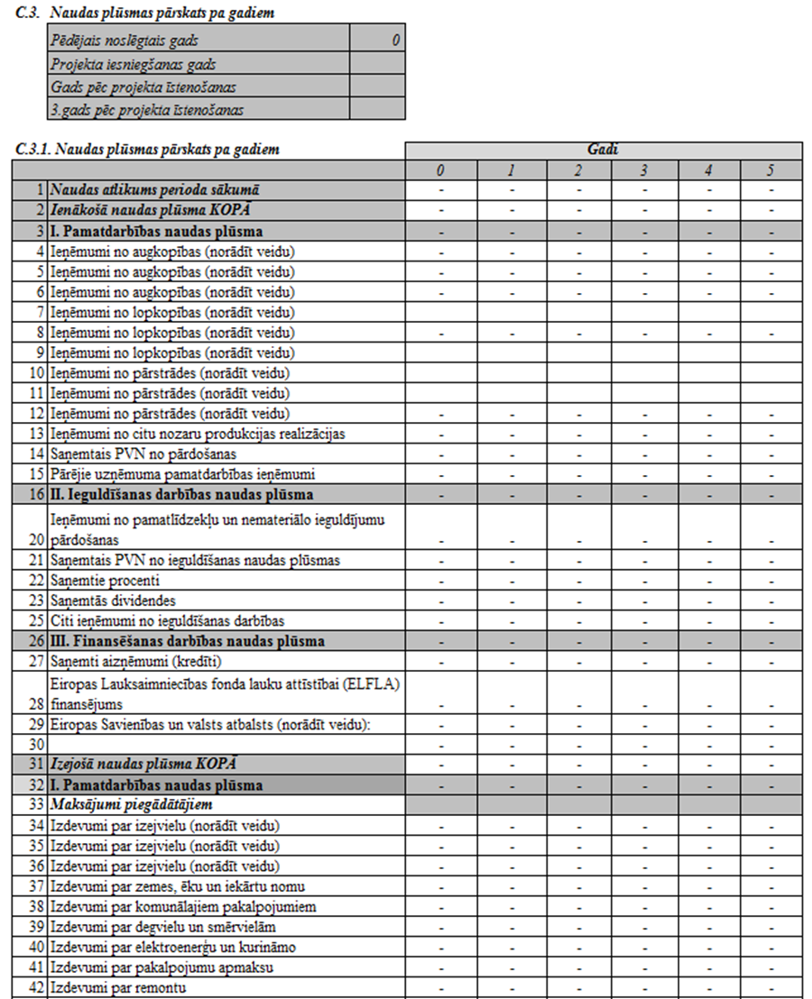 C.3. Naudas plūsmas pārskats pa gadiem
Pēdējais noslēgtais gads 0
Projekta iesniegšanas gads
Gads pēc projekta īstenošanas
3.gads pēc projekta īstenošanas
C.3.1. Naudas plūsmas pārskats pa gadiem Gadi
0 1 2 3 4 5
1 Naudas atlikums perioda sākumā - - - - - -
2 Ienākošā naudas plūsma KOPĀ - - - - - -
3 I. Pamatdarbības naudas plūsma - - - - - -
4 Ieņēmumi no augkopības (norādīt veidu) - - - - - -
5 Ieņēmumi no augkopības (norādīt veidu) - - - - - -
6 Ieņēmumi no augkopības (norādīt veidu) - - - - - -
7 Ieņēmumi no lopkopības (norādīt veidu)
8 Ieņēmumi no lopkopības (norādīt veidu) - - - - - -
9 Ieņēmumi no lopkopības (norādīt veidu)
10 Ieņēmumi no pārstrādes (norādīt veidu)
11 Ieņēmumi no pārstrādes (norādīt veidu)
12 Ieņēmumi no pārstrādes (norādīt veidu) - - - - - -
13 Ieņēmumi no citu nozaru produkcijas realizācijas - - - - - -
14 Saņemtais PVN no pārdošanas - - - - - -
15 Pārējie uzņēmuma pamatdarbības ieņēmumi - - - - - -
16 II. Ieguldīšanas darbības naudas plūsma - - - - - -
Ieņēmumi no pamatlīdzekļu un nemateriālo ieguldījumu
20 pārdošanas - - - - - -
21 Saņemtais PVN no ieguldīšanas naudas plūsmas - - - - - -
22 Saņemtie procenti - - - - - -
23 Saņemtās dividendes - - - - - -
25 Citi ieņēmumi no ieguldīšanas darbības - - - - - -
26 III. Finansēšanas darbības naudas plūsma - - - - - -
27 Saņemti aizņēmumi (kredīti) - - - - - -
Eiropas Lauksaimniecības fonda lauku attīstībai (ELFLA)
28 finansējums - - - - - -
29 Eiropas Savienības un valsts atbalsts (norādīt veidu): - - - - - -
30 - - - - - -
31 Izejošā naudas plūsma KOPĀ - - - - - -
32 I. Pamatdarbības naudas plūsma - - - - - -
33 Maksājumi piegādātājiem
34 Izdevumi par izejvielu (norādīt veidu) - - - - - -
35 Izdevumi par izejvielu (norādīt veidu) - - - - - -
36 Izdevumi par izejvielu (norādīt veidu) - - - - - -
37 Izdevumi par zemes, ēku un iekārtu nomu - - - - - -
38 Izdevumi par komunālajiem pakalpojumiem - - - - - -
39 Izdevumi par degvielu un smērvielām - - - - - -
40 Izdevumi par elektroenerģu un kurināmo - - - - - -
41 Izdevumi par pakalpojumu apmaksu - - - - - -
42 Izdevumi par remontu - - - - - -